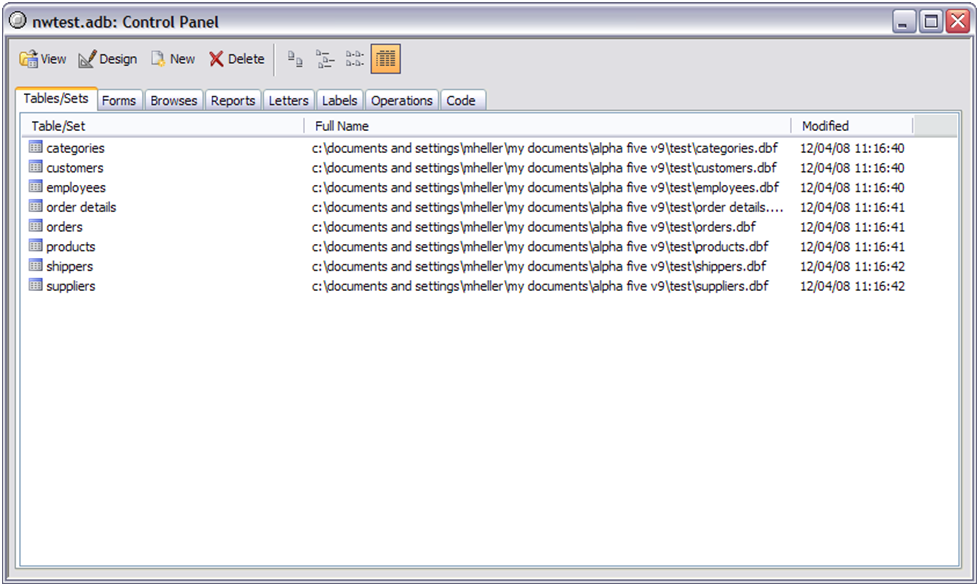 nwtest.adb: Control Panel
View Design New Delete
Tables/Sets Forms Browses Reports Letters Labels Operations Code
Table/Set Full Name Modified
categories c:\documents and settings\mheller\my documents\alpha five v9\test\categories.dbf 12/04/08 11:16:40
customers c:\documents and settings\mheller\my documents\alpha five v9\test\customers.dbf 12/04/08 11:16:40
employees c:\documents and settings\mheller\my documents\alpha five v9\test\employees.dbf 12/04/08 11:16:40
order details c:\documents and settings\mheller\my documents\alpha five v9\test\order details.... 12/04/08 11:16:41
orders c:\documents and settings\mheller\my documents\alpha five v9\test\orders.dbf 12/04/08 11:16:41
products c:\documents and settings\mheller\my documents\alpha five v9\test\products.dbf 12/04/08 11:16:41
shippers c:\documents and settings\mheller\my documents\alpha five v9\test\shippers.dbf 12/04/08 11:16:42
suppliers c:\documents and settings\mheller\my documents\alpha five v9\test\suppliers.dbf 12/04/08 11:16:42